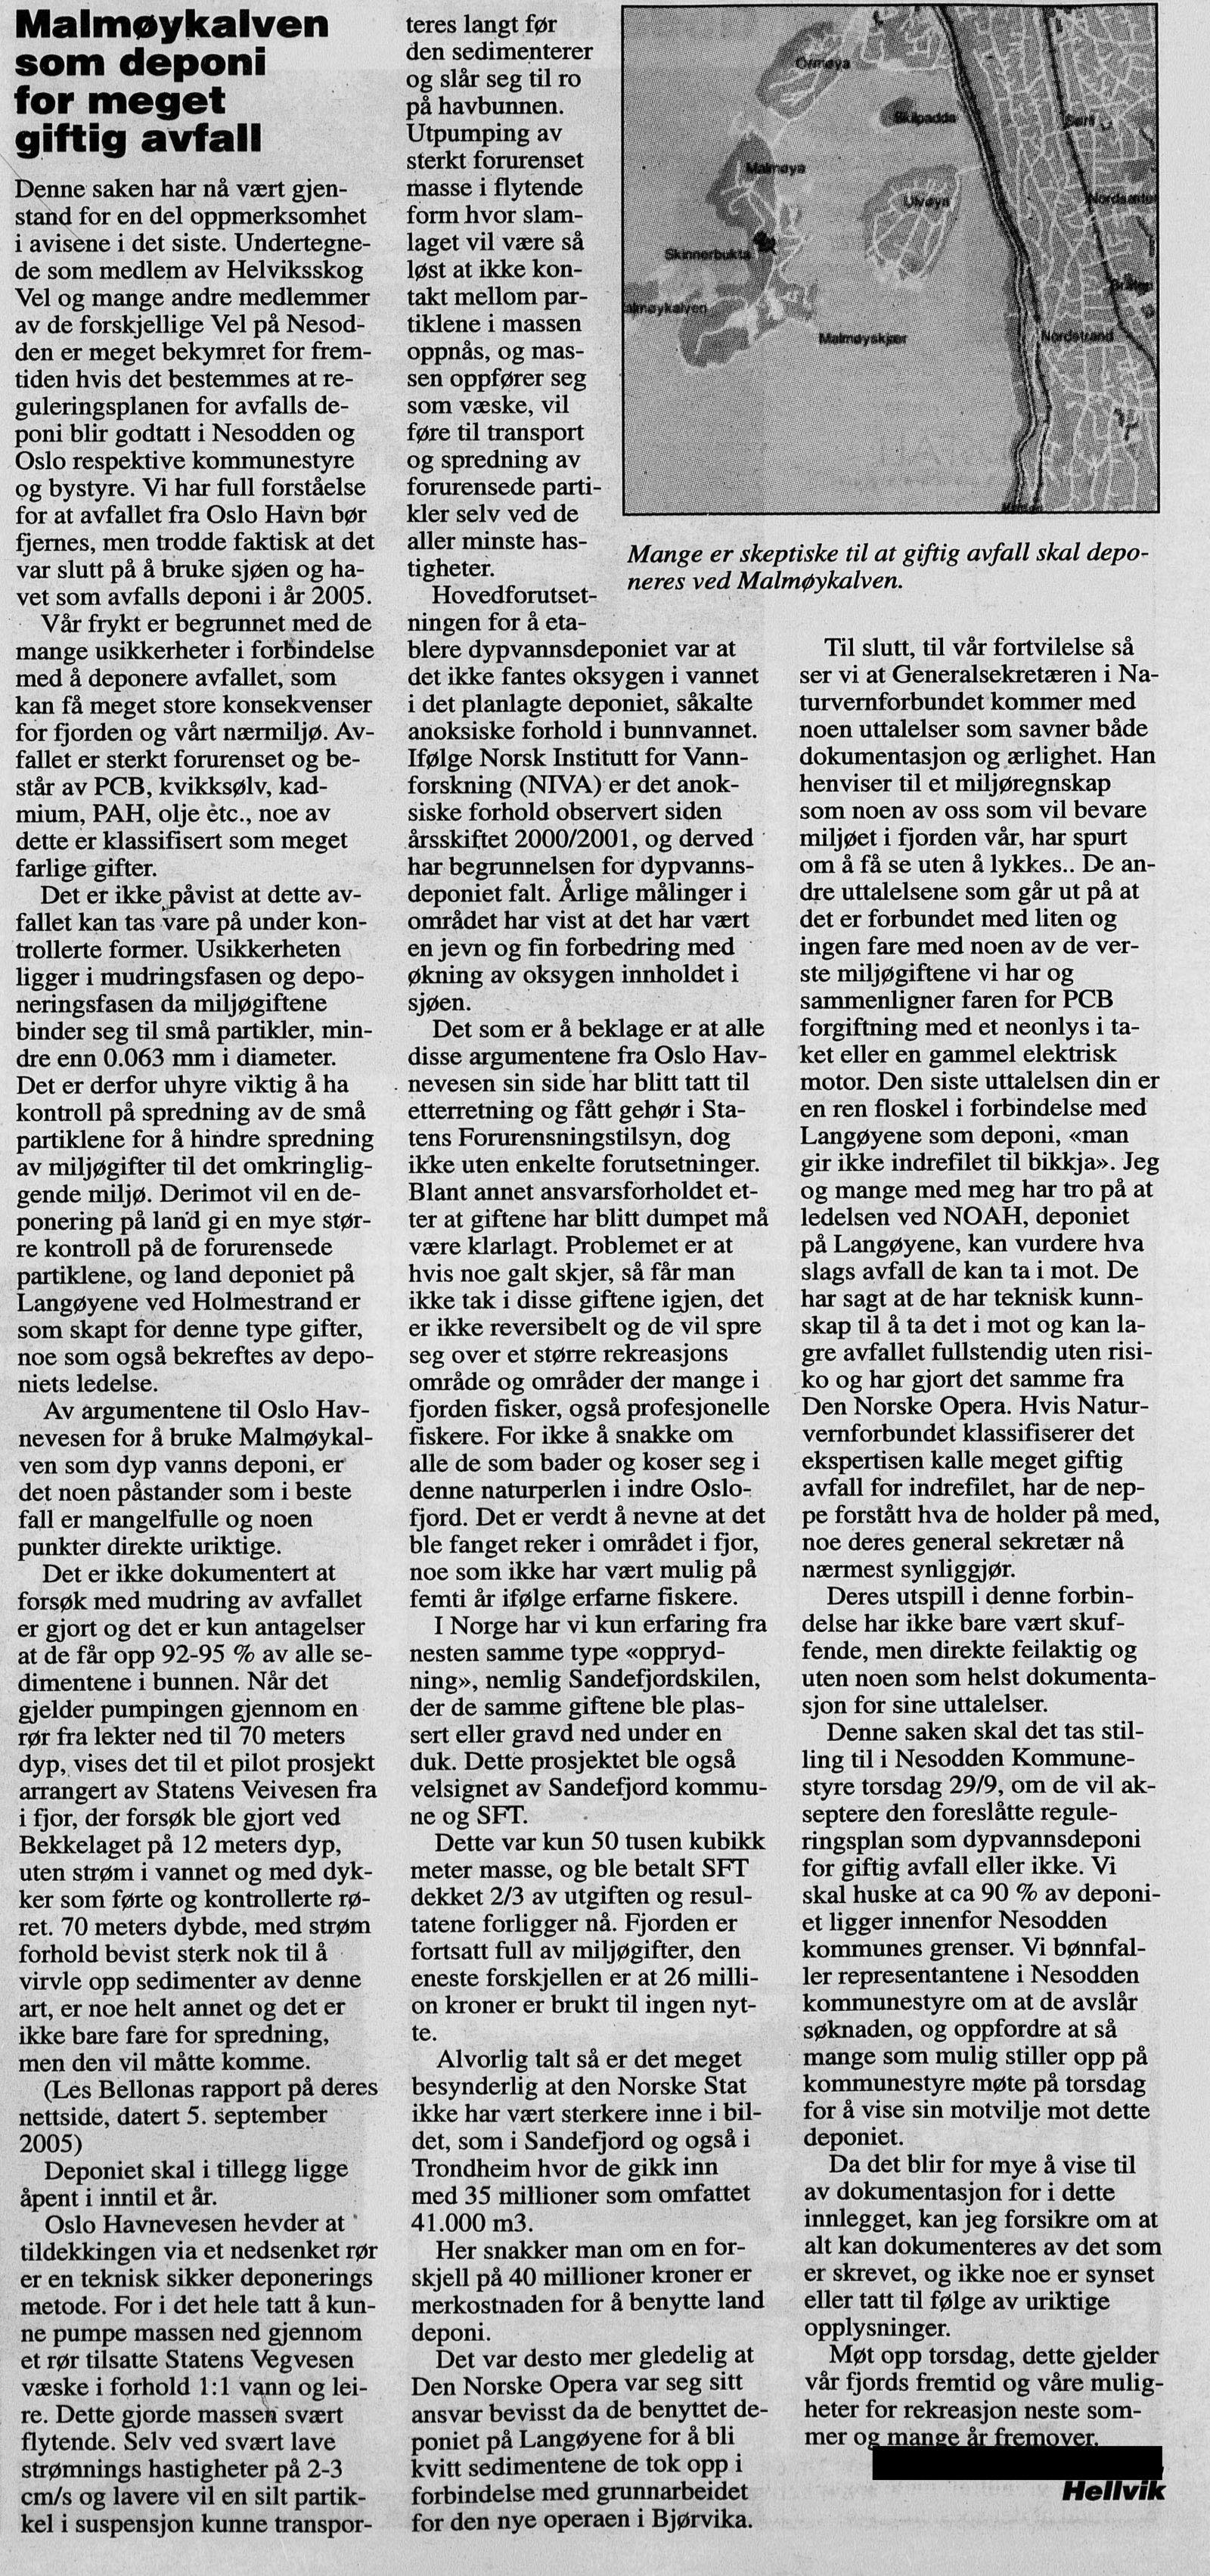 Malmøykalven
som deponi
for meget
giftig avfall
Denne saken har nå vært gjen-
stand for en del oppmerksomhet
i avisene i det siste. Undertegne-
de som medlem av Helviksskog
Vel og mange andre medlemmer
av de forskjellige Vel på Nesod-
den er meget bekymret for frem-
tiden hvis det bestemmes at re-
guleringsplanen for avfalls de-
poni blir godtatt i Nesodden og
Oslo respektive kommunestyre
og bystyre. Vi har full forståelse
for at avfallet fra Oslo Havn bør
fjernes, men trodde faktisk at det
var slutt på å bruke sjøen og ha-
vet som avfalls deponi i år 2005.
Vår frykt er begrunnet med de
mange usikkerheter i forbindelse
med å deponere avfallet, som
kan få meget store konsekvenser
for fjorden og vårt nærmiljø. Av-
fallet er sterkt forurenset og be-
står av PCB, kvikksølv, kad-
mium, PAH, olje etc., noe av
dette er klassifisert som meget
farlige gifter.
Det er ikke påvist at dette av-
fallet kan tas vare på under kon-
trollerte former. Usikkerheten
ligger i mudringsfasen og depo-
neringsfasen da miljøgiftene
binder seg til små partikler, min-
dre enn 0.063 mm i diameter.
Det er derfor uhyre viktig å ha
kontroll på spredning av de små
partiklene for å hindre spredning
av miljøgifter til det omkringlig-
gende miljø. Derimot vil en de-
ponering på land gi en mye stør-
re kontroll på de forurensede
partiklene, og land deponiet på
Langøyene ved Holmestrand er
som skapt for denne type gifter,
noe som også bekreftes av depo-
niets ledelse.
Av argumentene til Oslo Hav-
nevesen for å bruke Malmøykal-
ven som dyp vanns deponi, er
det noen påstander som i beste
fall er mangelfulle og noen
punkter direkte uriktige.
Det er ikke dokumentert at
forsøk med mudring av avfallet
er gjort og det er kun antagelser
at de får opp 92-95 % av alle se-
dimentene i bunnen. Når det
gjelder pumpingen gjennom en
rør fra lekter ned til 70 meters
dyp, vises det til et pilot prosjekt
arrangert av Statens Veivesen fra
i fjor, der forsøk ble gjort ved
Bekkelaget på 12 meters dyp,
uten strøm i vannet og med dyk-
ker som førte og kontrollerte rø-
ret. 70 meters dybde, med strøm
forhold bevist sterk nok til å
virvle opp sedimenter av denne
art, er noe helt annet og det er
ikke bare fare for spredning,
men den vil måtte komme.
(Les Bellonas rapport på deres
nettside, datert 5. september
2005)
Deponiet skal i tillegg ligge
åpent i inntil et år.
Oslo Havnevesen hevder at
tildekkingen via et nedsenket rør
er en teknisk sikker deponerings
metode. For i det hele tatt å kun-
ne pumpe massen ned gjennom
et rør tilsatte Statens Vegvesen
væske i forhold 1:1 vann og lei-
re. Dette gjorde massen svært
flytende. Selv ved svært lave
strømnings hastigheter på 2-3
cm/s og lavere vil en silt partik-
kel i suspensjon kunne transpor-
teres langt før
den sedimenterer
og slår seg til ro
på havbunnen.
Utpumping av
sterkt forurenset
masse i flytende
form hvor slam-
laget vil være så
løst at ikke kon-
takt mellom par-
tiklene i massen
oppnås, og mas-
sen oppfører seg
som væske, vil
føre til transport
og spredning av
forurensede parti-
kler selv ved de
aller minste has-
tigheter.
Hovedforutset-
ningen for å eta-
blere dypvannsdeponiet var at
det ikke fantes oksygen i vannet
i det planlagte deponiet, såkalte
anoksiske forhold i bunnvannet.
Ifølge Norsk Institutt for Vann-
forskning (NIVA) er det anok-
siske forhold observert siden
årsskiftet 2000/2001, og derved
har begrunnelsen for dypvanns-
deponiet falt. Årlige målinger i
området har vist at det har vært
en jevn og fin forbedring med
økning av oksygen innholdet i
sjøen.
Det som er å beklage er at alle
disse argumentene fra Oslo Hav-
nevesen sin side har blitt tatt til
etterretning og fått gehør i Sta-
tens Forurensningstilsyn, dog
ikke uten enkelte forutsetninger.
Blant annet ansvarsforholdet et-
ter at giftene har blitt dumpet må
være klarlagt. Problemet er at
hvis noe galt skjer, så får man
ikke tak i disse giftene igjen, det
er ikke reversibelt og de vil spre
seg over et større rekreasjons
område og områder der mange i
fjorden fisker, også profesjonelle
fiskere. For ikke å snakke om
alle de som bader og koser seg i
denne naturperlen i indre Oslo-
fjord. Det er verdt å nevne at det
ble fanget reker i området i fjor,
noe som ikke har vært mulig på
femti år ifølge erfarne fiskere.
I Norge har vi kun erfaring fra
nesten samme type «oppryd-
ning», nemlig Sandefjordskilen,
der de samme giftene ble plas-
sert eller gravd ned under en
duk. Dette prosjektet ble også
velsignet av Sandefjord kommu-
ne og SFT.
Dette var kun 50 tusen kubikk
meter masse, og ble betalt SFT
dekket 2/3 av utgiften og resul-
tatene forligger nå. Fjorden er
fortsatt full av miljøgifter, den
eneste forskjellen er at 26 milli-
on kroner er brukt til ingen nyt-
te.
Alvorlig talt så er det meget
besynderlig at den Norske Stat
ikke har vært sterkere inne i bil-
det, som i Sandefjord og også i
Trondheim hvor de gikk inn
med 35 millioner som omfattet
41.000 m3.
Her snakker man om en for-
skjell på 40 millioner kroner er
merkostnaden for å benytte land
deponi.
Det var desto mer gledelig at
Den Norske Opera var seg sitt
ansvar bevisst da de benyttet de-
poniet på Langøyene for å bli
kvitt sedimentene de tok opp i
forbindelse med grunnarbeidet
for den nye operaen i Bjørvika.
Ormøya
Skilpadda
Malmøya
Ulvøya
Nordstrand
Skinnerbukta
almøykalven
Malmøyskjær
Mange er skeptiske til at giftig avfall skal depo-
neres ved Malmøykalven.
Til slutt, til vår fortvilelse så
ser vi at Generalsekretæren i Na-
turvernforbundet kommer med
noen uttalelser som savner både
dokumentasjon og ærlighet. Han
henviser til et miljøregnskap
som noen av oss som vil bevare
miljøet i fjorden vår, har spurt
om å få se uten å lykkes.. De an-
dre uttalelsene som går ut på at
det er forbundet med liten og
ingen fare med noen av de ver-
ste miljøgiftene vi har og
sammenligner faren for PCB
forgiftning med et neonlys i ta-
ket eller en gammel elektrisk
motor. Den siste uttalelsen din er
en ren floskel i forbindelse med
Langøyene som deponi, «man
gir ikke indrefilet til bikkja». Jeg
og mange med meg har tro på at
ledelsen ved NOAH, deponiet
på Langøyene, kan vurdere hva
slags avfall de kan ta i mot. De
har sagt at de har teknisk kunn-
skap til å ta det i mot og kan la-
gre avfallet fullstendig uten risi-
ko og har gjort det samme fra
Den Norske Opera. Hvis Natur-
vernforbundet klassifiserer det
ekspertisen kalle meget giftig
avfall for indrefilet, har de nep-
pe forstått hva de holder på med,
noe deres general sekretær nå
nærmest synliggjør.
Deres utspill i denne forbin-
delse har ikke bare vært skuf-
fende, men direkte feilaktig og
uten noen som helst dokumenta-
sjon for sine uttalelser.
Denne saken skal det tas stil-
ling til i Nesodden Kommune-
styre torsdag 29/9, om de vil ak-
septere den foreslåtte regule-
ringsplan som dypvannsdeponi
for giftig avfall eller ikke. Vi
skal huske at ca 90 % av deponi-
et ligger innenfor Nesodden
kommunes grenser. Vi bønnfal-
ler representantene i Nesodden
kommunestyre om at de avslår
søknaden, og oppfordre at så
mange som mulig stiller opp på
kommunestyre møte på torsdag
for å vise sin motvilje mot dette
deponiet.
Da det blir for mye å vise til
av dokumentasjon for i dette
innlegget, kan jeg forsikre om at
alt kan dokumenteres av det som
er skrevet, og ikke noe er synset
eller tatt til følge av uriktige
opplysninger.
Møt opp torsdag, dette gjelder
vår fjords fremtid og våre mulig-
heter for rekreasjon neste som-
mer og mange år fremover.
Hellvik